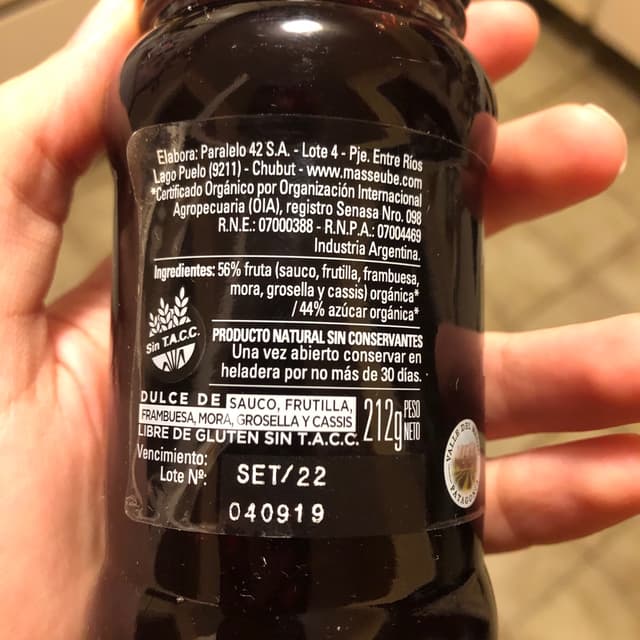 Elabora: Paralelo 42 S.A. - Lote 4 - Pje. Entre Ríos
Lago Puelo (9211) - Chubut - www.masseube.com
*Certificado Orgánico por Organización Internacional
Agropecuaria (OIA), registro Senasa Nro. 098
R.N.E.: 07000388 - R.N.P.A.: 07004469
Industria Argentina.
Ingredientes: 56% fruta (sauco, frutilla, frambuesa,
mora, grosella y cassis) orgánica*
/ 44% azúcar orgánica*
Sin T.A.C.C.
PRODUCTO NATURAL SIN CONSERVANTES
Una vez abierto conservar en
heladera por no más de 30 días.
DULCE DE SAUCO, FRUTILLA,
FRAMBUESA, MORA, GROSELLA Y CASSIS
LIBRE DE GLUTEN SIN T.A.C.C.
212g PESO NETO
VALLE DEL
PATAGON
Vencimiento: SET/22
Lote Nº: 040919